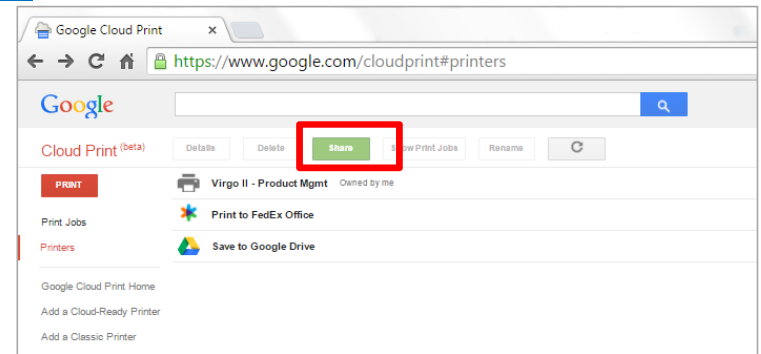 Google Cloud Print
https://www.google.com/cloudprint#printers
Google
Cloud Print (beta)
Details Delete Share Show Print Jobs Rename
PRINT
Virgo II - Product Mgmt Owned by me
Print Jobs
Print to FedEx Office
Printers
Save to Google Drive
Google Cloud Print Home
Add a Cloud-Ready Printer
Add a Classic Printer